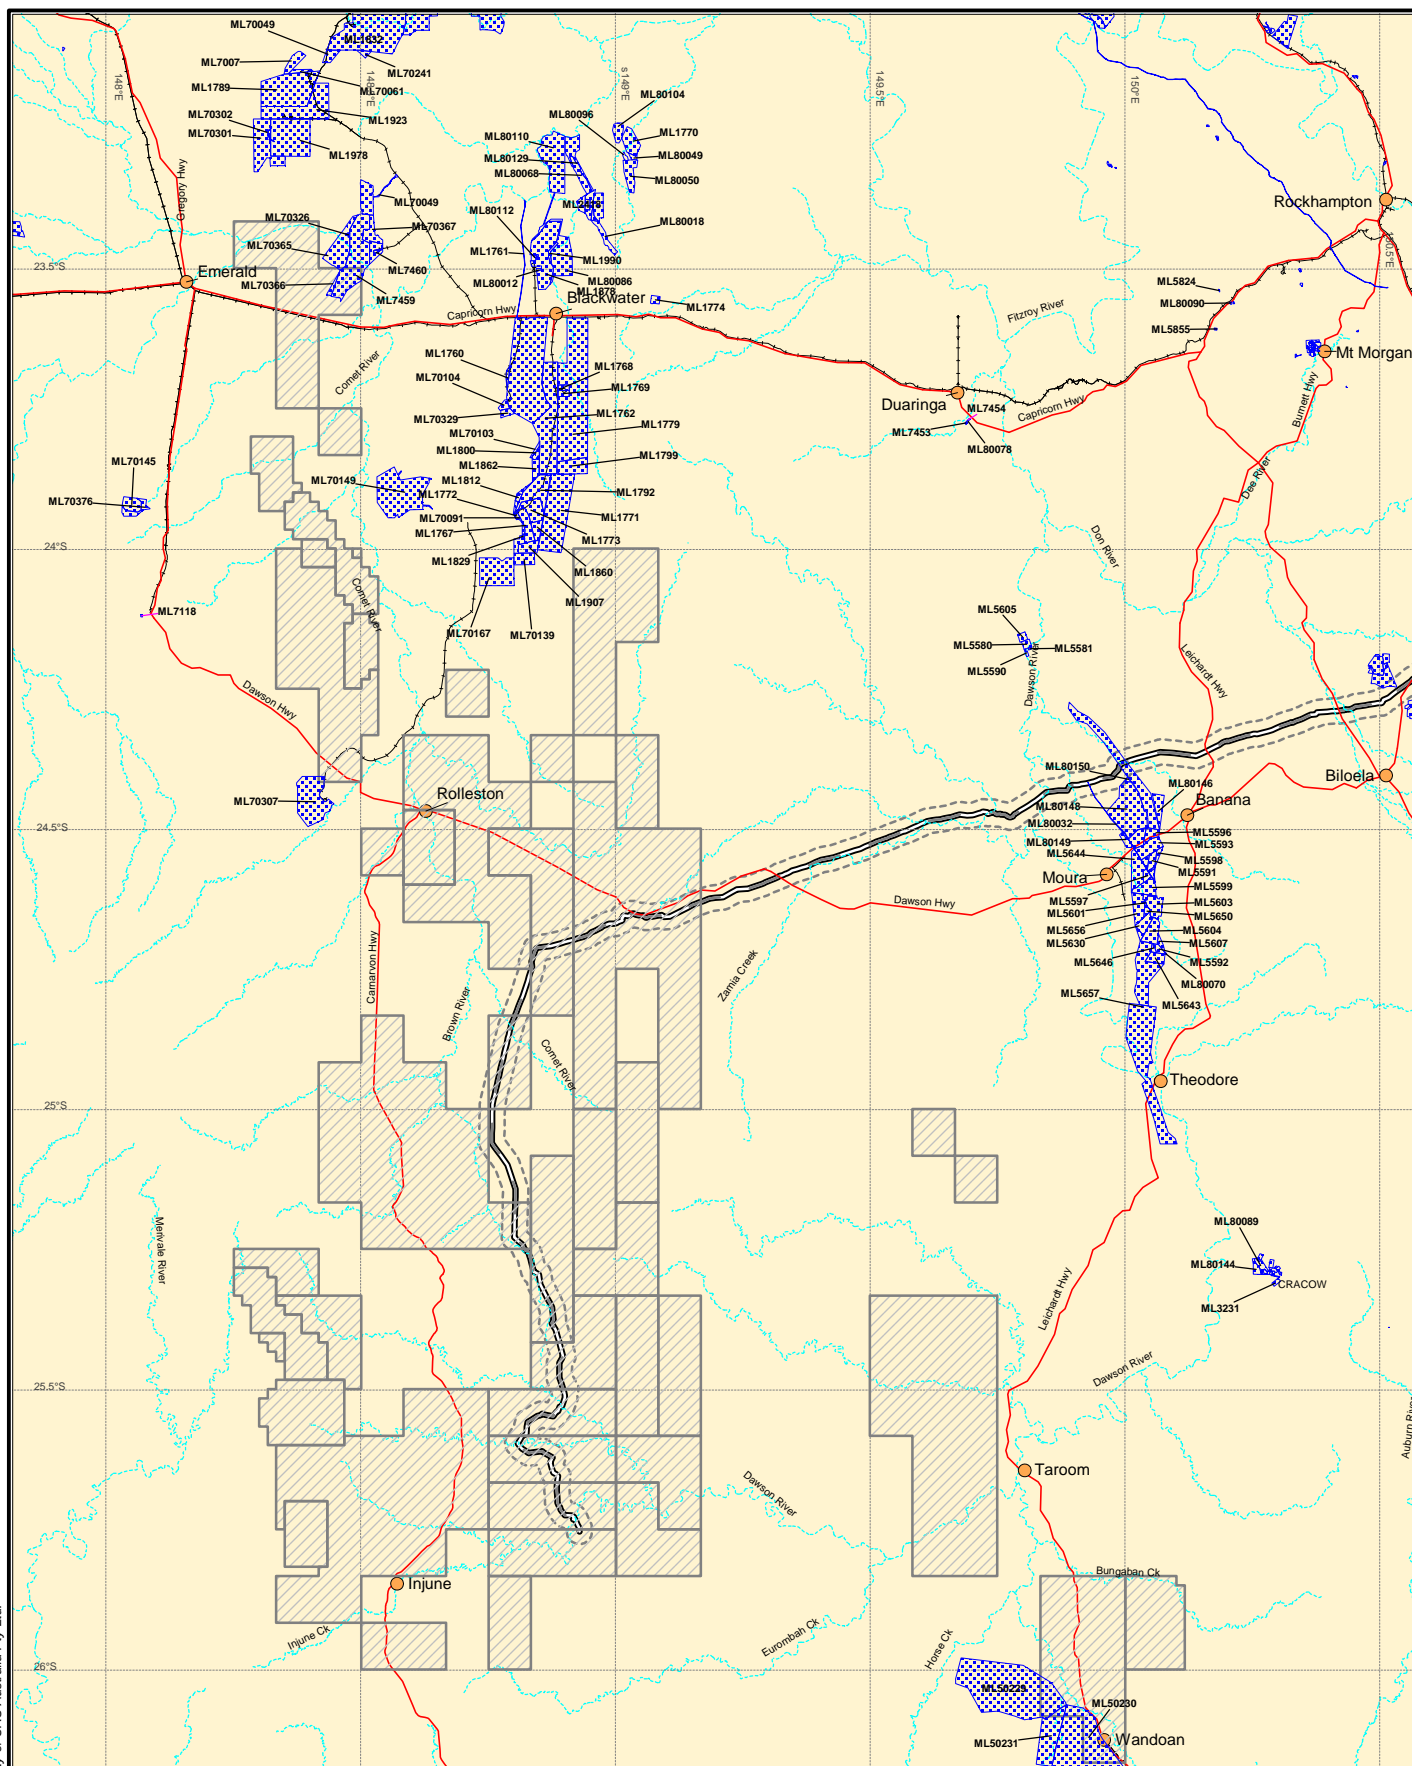 ML70049
ML1832
ML7007
ML70241
ML1789
ML70061
148°E
s149°E
149.5°E
150°E
ML70302
ML1923
ML70301
ML1978
ML80104
ML80096
ML80110
ML1770
ML80129
ML80049
ML80068
ML80050
Gregory Hwy
ML70049
ML70326
ML70367
ML80112
ML80018
Rockhampton
150.5°E
ML70365
ML7460
ML1761
ML1990
23.5°S
Emerald
ML70366
ML7459
ML80012
ML80086
ML1878
Blackwater
ML1774
Capricorn Hwy
Fitzroy River
ML5824
ML80090
ML5855
Mt Morgan
Comet River
ML1760
ML1768
ML70104
ML1769
Burnett Hwy
Duaringa
ML7454
Capricorn Hwy
ML70329
ML1762
ML7453
ML80078
ML70103
ML1779
ML1800
ML1799
ML1862
Dee River
ML70145
ML70149
ML1812
ML1792
ML70376
ML1772
ML70091
ML1771
ML1767
ML1773
Don River
24°S
ML1829
ML1860
Comet River
ML1907
ML7118
ML70167
ML70139
ML5605
ML5580
ML5581
ML5590
Dawson River
Leichardt Hwy
Dawson Hwy
ML80150
Biloela
ML80146
ML70307
Rolleston
Banana
ML80148
24.5°S
ML80032
ML5596
ML80149
ML5593
ML5644
ML5598
Moura
ML5591
ML5599
Dawson Hwy
ML5597
ML5603
ML5601
ML5650
ML5656
ML5604
ML5630
ML5607
ML5646
ML5592
ML80070
ML5657
ML5643
Carnarvon Hwy
Brown River
Zamia Creek
Comet River
Theodore
25°S
Merivale River
ML80089
ML80144
CRACOW
ML3231
Leichardt Hwy
Dawson River
25.5°S
Auburn River
Taroom
Dawson River
Bungaban Ck
Injune
Injune Ck
Eurombah Ck
Horse Ck
26°S
ML50229
ML50230
ML50231
Wandoan